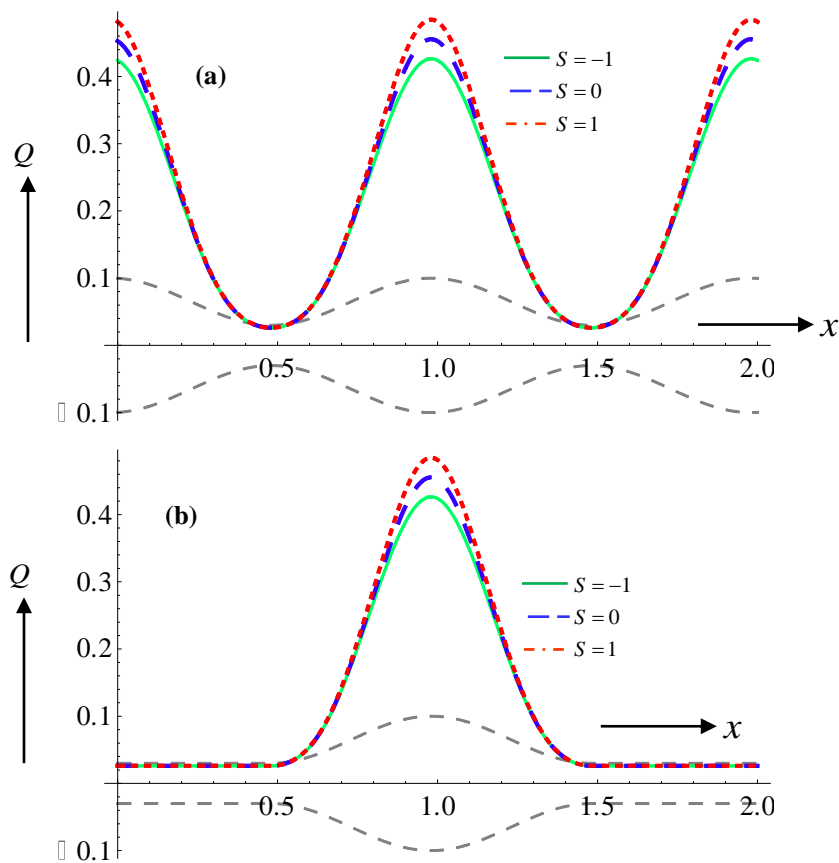 (a)
S = −1
S = 0
S = 1
Q
0.4
0.3
0.2
0.1
x
0.5 1.0 1.5 2.0
▯ 0.1
(b)
S = −1
S = 0
S = 1
Q
0.4
0.3
0.2
0.1
x
0.5 1.0 1.5 2.0
▯ 0.1